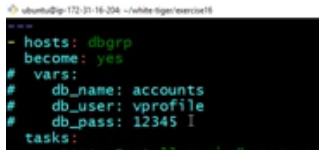 ubuntu@ip-172-31-16-204: ~/white-tiger/exercise16
---
- hosts: dbgrp
  become: yes
#  vars:
#    db_name: accounts
#    db_user: vprofile
#    db_pass: 12345
  tasks: